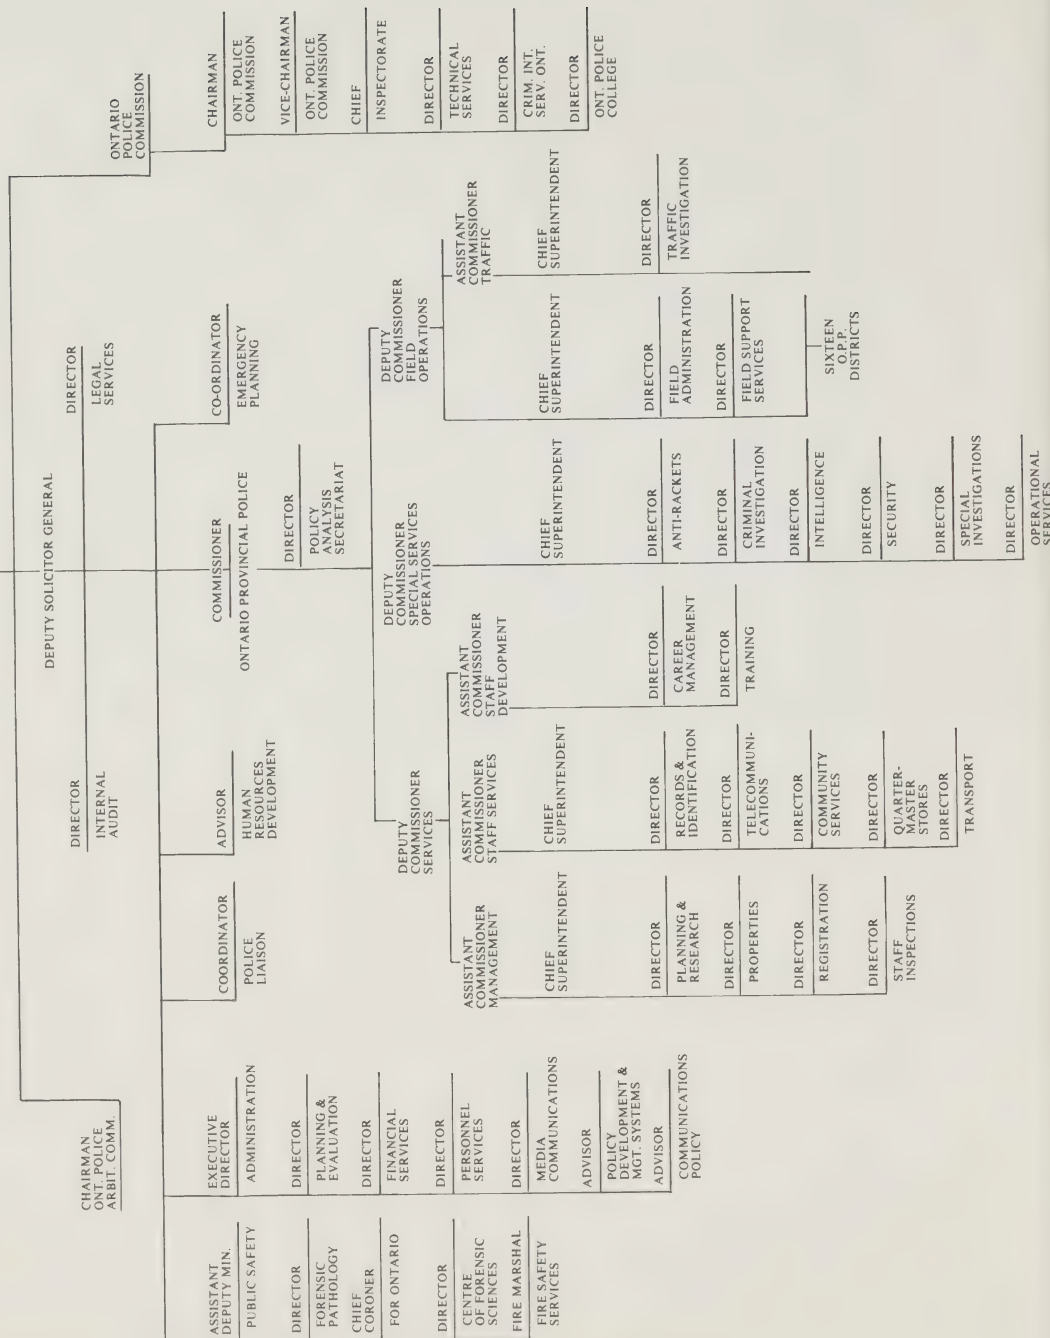 CHAIRMAN
ONT. POLICE
ARBIT. COMM.
ONTARIO
POLICE
COMMISSION
DEPUTY SOLICITOR GENERAL
DIRECTOR
INTERNAL
AUDIT
DIRECTOR
LEGAL
SERVICES
ASSISTANT
DEPUTY MIN.
PUBLIC SAFETY
DIRECTOR
FORENSIC
PATHOLOGY
CHIEF
CORONER
FOR ONTARIO
DIRECTOR
CENTRE
OF FORENSIC
SCIENCES
FIRE MARSHAL
FIRE SAFETY
SERVICES
EXECUTIVE
DIRECTOR
ADMINISTRATION
DIRECTOR
PLANNING &
EVALUATION
DIRECTOR
FINANCIAL
SERVICES
DIRECTOR
PERSONNEL
SERVICES
DIRECTOR
MEDIA
COMMUNICATIONS
ADVISOR
POLICY
DEVELOPMENT &
MGT. SYSTEMS
ADVISOR
COMMUNICATIONS
POLICY
COORDINATOR
POLICE
LIAISON
ADVISOR
HUMAN
RESOURCES
DEVELOPMENT
COMMISSIONER
ONTARIO PROVINCIAL POLICE
DIRECTOR
POLICY
ANALYSIS
SECRETARIAT
CO-ORDINATOR
EMERGENCY
PLANNING
DEPUTY
COMMISSIONER
SERVICES
ASSISTANT
COMMISSIONER
MANAGEMENT
CHIEF
SUPERINTENDENT
DIRECTOR
PLANNING &
RESEARCH
DIRECTOR
PROPERTIES
DIRECTOR
REGISTRATION
DIRECTOR
STAFF
INSPECTIONS
ASSISTANT
COMMISSIONER
STAFF SERVICES
CHIEF
SUPERINTENDENT
DIRECTOR
RECORDS &
IDENTIFICATION
DIRECTOR
TELECOMMUNI-
CATIONS
DIRECTOR
COMMUNITY
SERVICES
DIRECTOR
QUARTER-
MASTER
STORES
DIRECTOR
TRANSPORT
ASSISTANT
COMMISSIONER
STAFF
DEVELOPMENT
DIRECTOR
CAREER
MANAGEMENT
DIRECTOR
TRAINING
DEPUTY
COMMISSIONER
SPECIAL SERVICES
OPERATIONS
CHIEF
SUPERINTENDENT
DIRECTOR
ANTI-RACKETS
DIRECTOR
CRIMINAL
INVESTIGATION
DIRECTOR
INTELLIGENCE
DIRECTOR
SECURITY
DIRECTOR
SPECIAL
INVESTIGATIONS
DIRECTOR
OPERATIONAL
SERVICES
DEPUTY
COMMISSIONER
FIELD
OPERATIONS
CHIEF
SUPERINTENDENT
DIRECTOR
FIELD
ADMINISTRATION
DIRECTOR
FIELD SUPPORT
SERVICES
SIXTEEN
O.P.P.
DISTRICTS
ASSISTANT
COMMISSIONER
TRAFFIC
CHIEF
SUPERINTENDENT
DIRECTOR
TRAFFIC
INVESTIGATION
CHAIRMAN
ONT. POLICE
COMMISSION
VICE-CHAIRMAN
ONT. POLICE
COMMISSION
CHIEF
INSPECTORATE
DIRECTOR
TECHNICAL
SERVICES
DIRECTOR
CRIM. INT.
SERV. ONT.
DIRECTOR
ONT. POLICE
COLLEGE